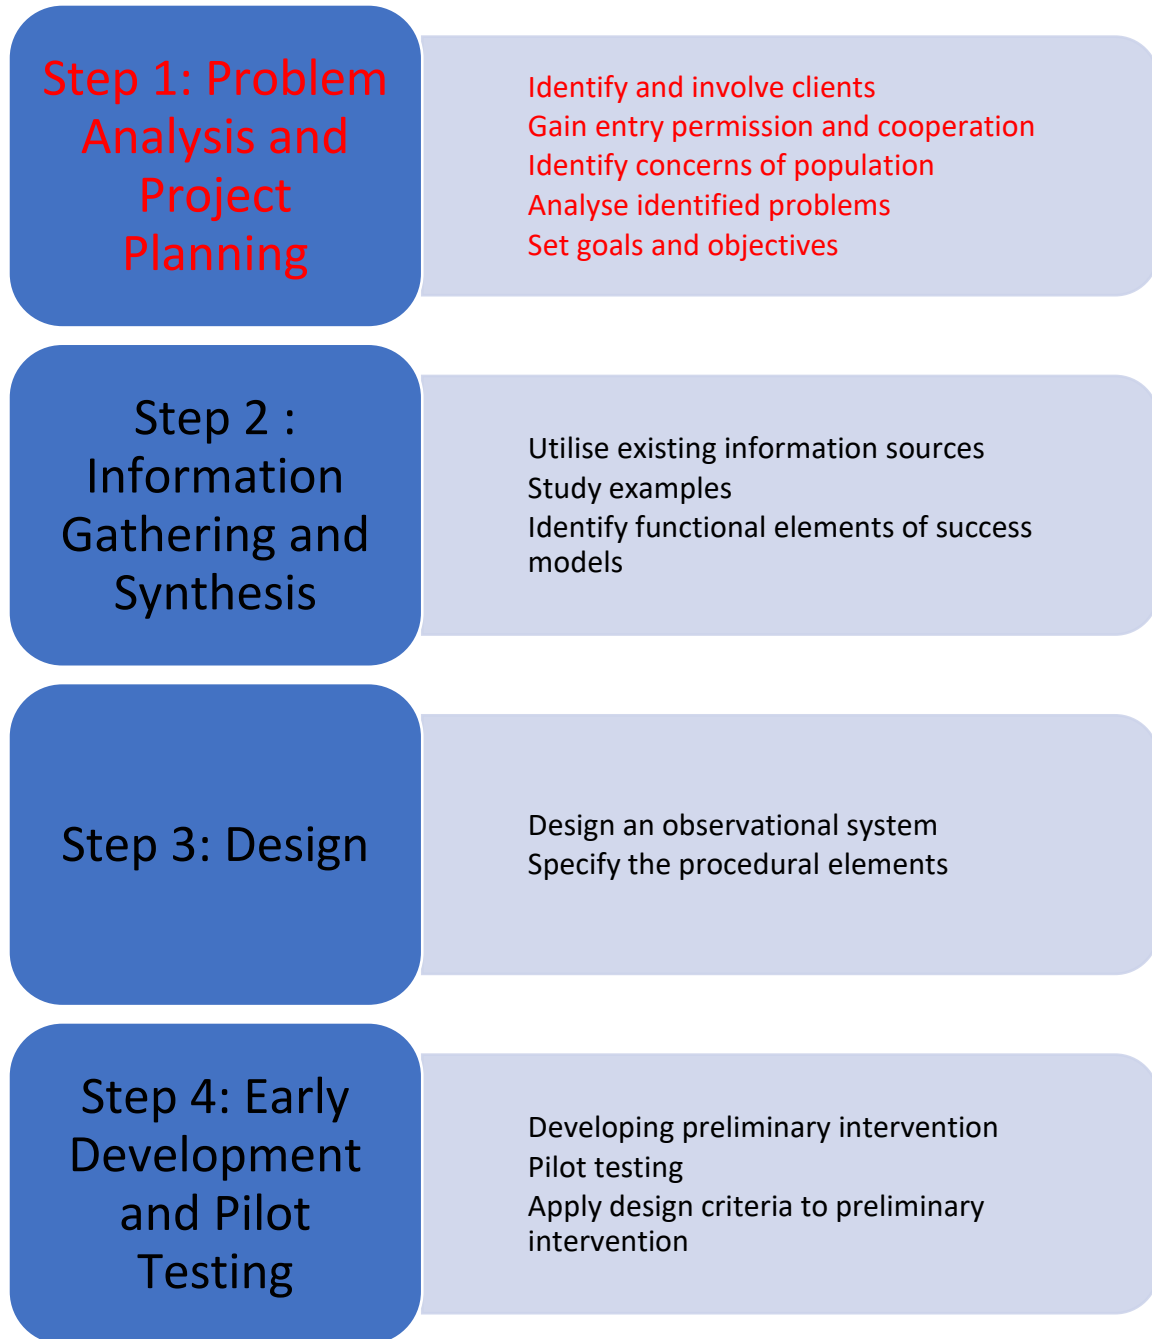 Step 1: Problem
Analysis and
Project
Planning
Identify and involve clients
Gain entry permission and cooperation
Identify concerns of population
Analyse identified problems
Set goals and objectives
Step 2 :
Information
Gathering and
Synthesis
Utilise existing information sources
Study examples
Identify functional elements of success
models
Step 3: Design
Design an observational system
Specify the procedural elements
Step 4: Early
Development
and Pilot
Testing
Developing preliminary intervention
Pilot testing
Apply design criteria to preliminary
intervention